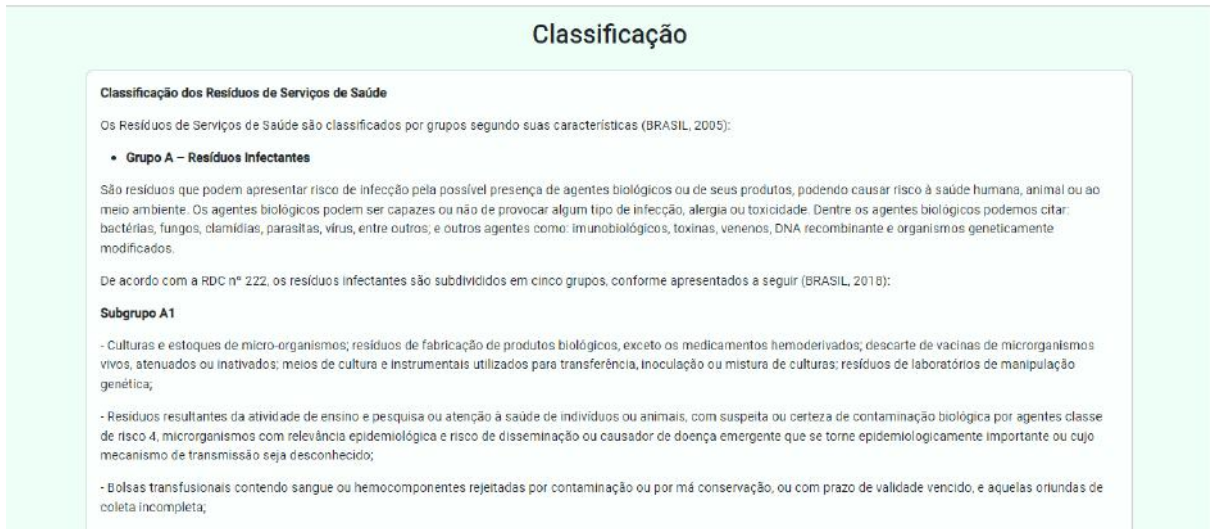 Classificação
Classificação dos Resíduos de Serviços de Saúde
Os Resíduos de Serviços de Saúde são classificados por grupos segundo suas características (BRASIL, 2005):
• Grupo A – Resíduos Infectantes
São resíduos que podem apresentar risco de infecção pela possível presença de agentes biológicos ou de seus produtos, podendo causar risco à saúde humana, animal ou ao
meio ambiente. Os agentes biológicos podem ser capazes ou não de provocar algum tipo de infecção, alergia ou toxicidade. Dentre os agentes biológicos podemos citar:
bactérias, fungos, clamídias, parasitas, vírus, entre outros; e outros agentes como: imunobiológicos, toxinas, venenos, DNA recombinante e organismos geneticamente
modificados.
De acordo com a RDC n° 222, os resíduos infectantes são subdivididos em cinco grupos, conforme apresentados a seguir (BRASIL, 2018):
Subgrupo A1
- Culturas e estoques de micro-organismos; resíduos de fabricação de produtos biológicos, exceto os medicamentos hemoderivados; descarte de vacinas de microrganismos
vivos, atenuados ou inativados; meios de cultura e instrumentais utilizados para transferência, inoculação ou mistura de culturas; resíduos de laboratórios de manipulação
genética;
- Resíduos resultantes da atividade de ensino e pesquisa ou atenção à saúde de indivíduos ou animais, com suspeita ou certeza de contaminação biológica por agentes classe
de risco 4, microrganismos com relevância epidemiológica e risco de disseminação ou causador de doença emergente que se torne epidemiologicamente importante ou cujo
mecanismo de transmissão seja desconhecido;
- Bolsas transfusionais contendo sangue ou hemocomponentes rejeitadas por contaminação ou por má conservação, ou com prazo de validade vencido, e aquelas oriundas de
coleta incompleta;